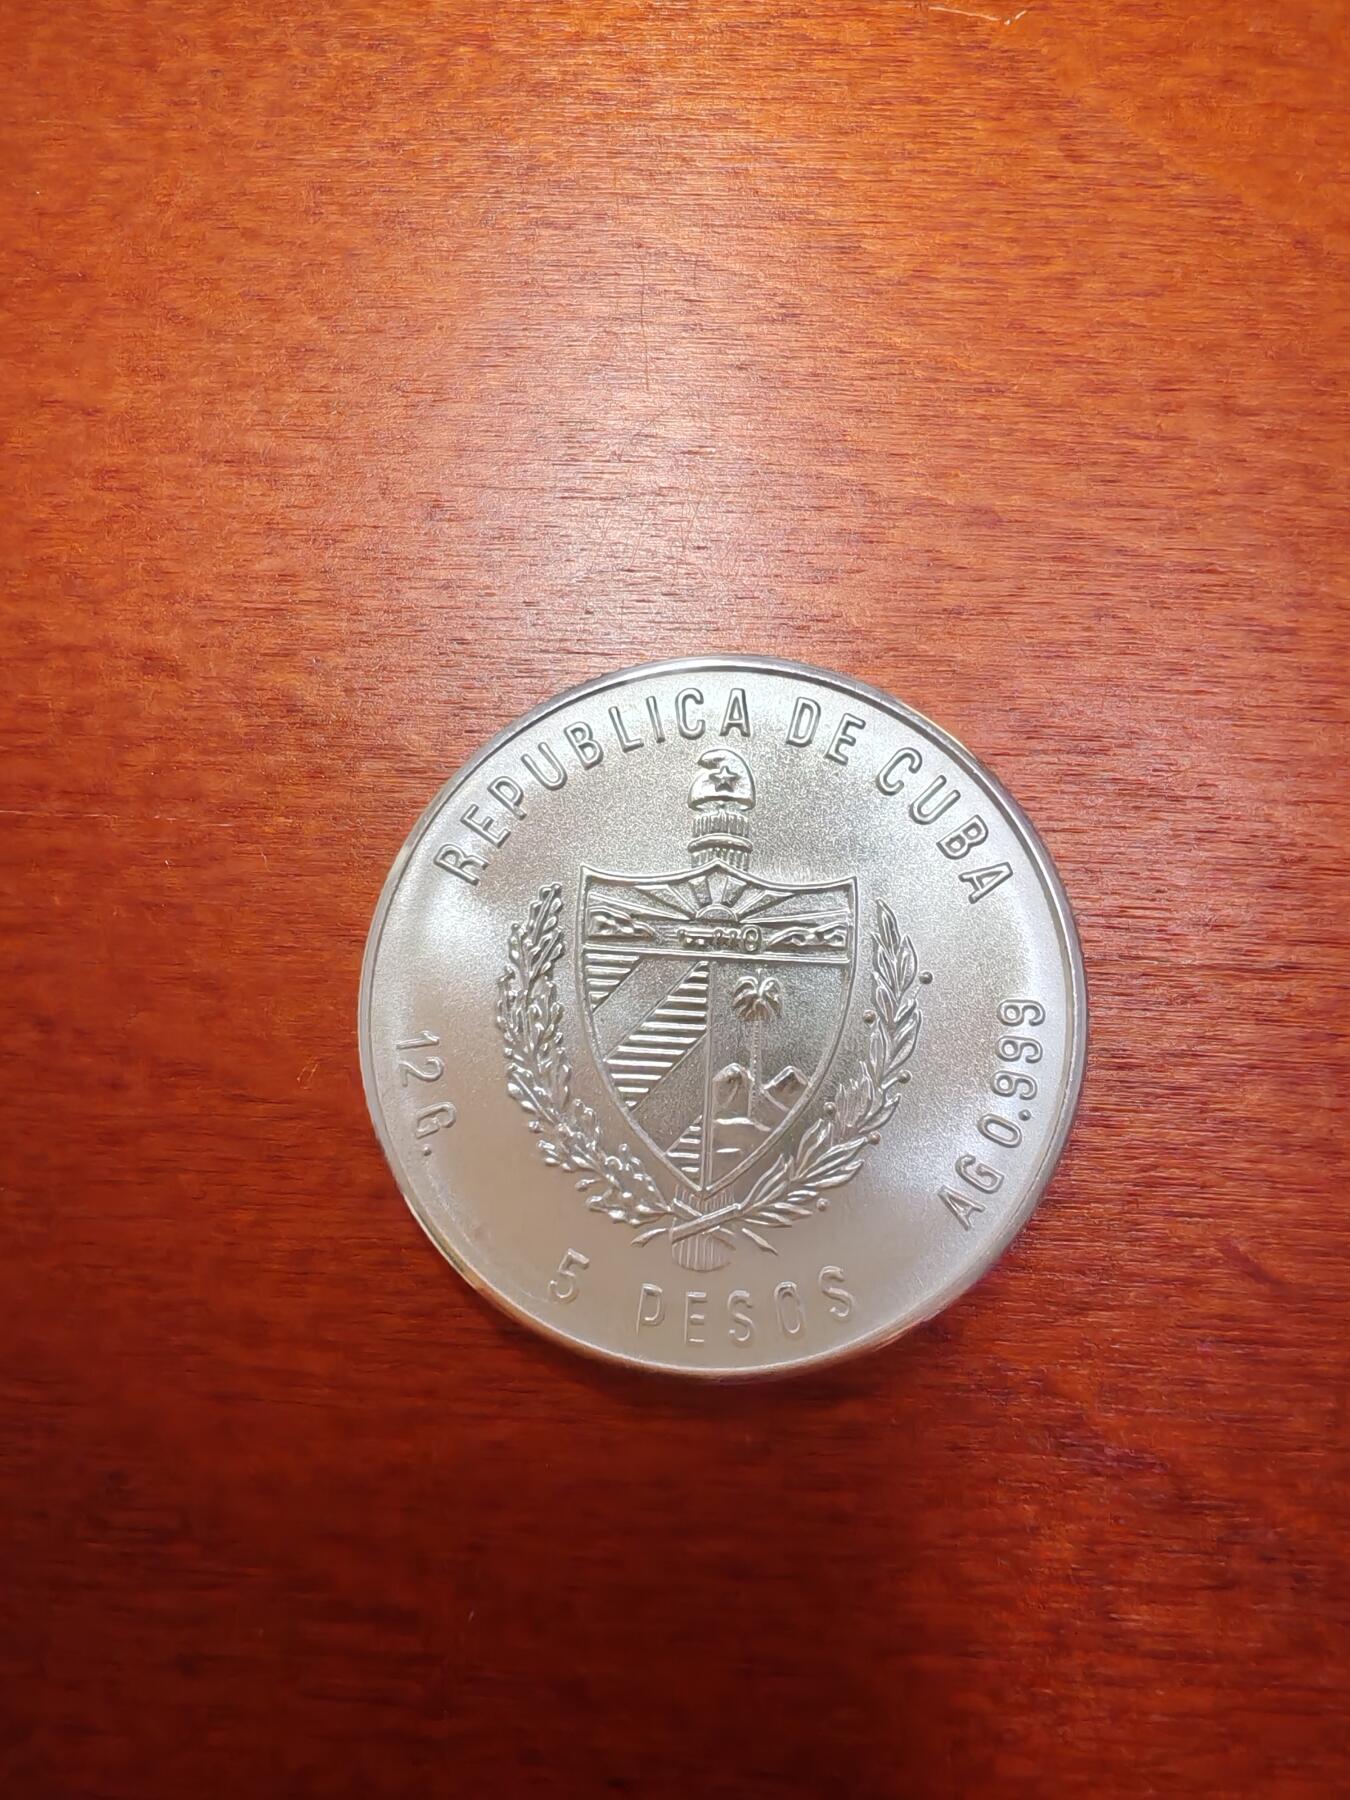 REPUBLICA DE CUBA
12 G.
AG 0.999
5 PESOS